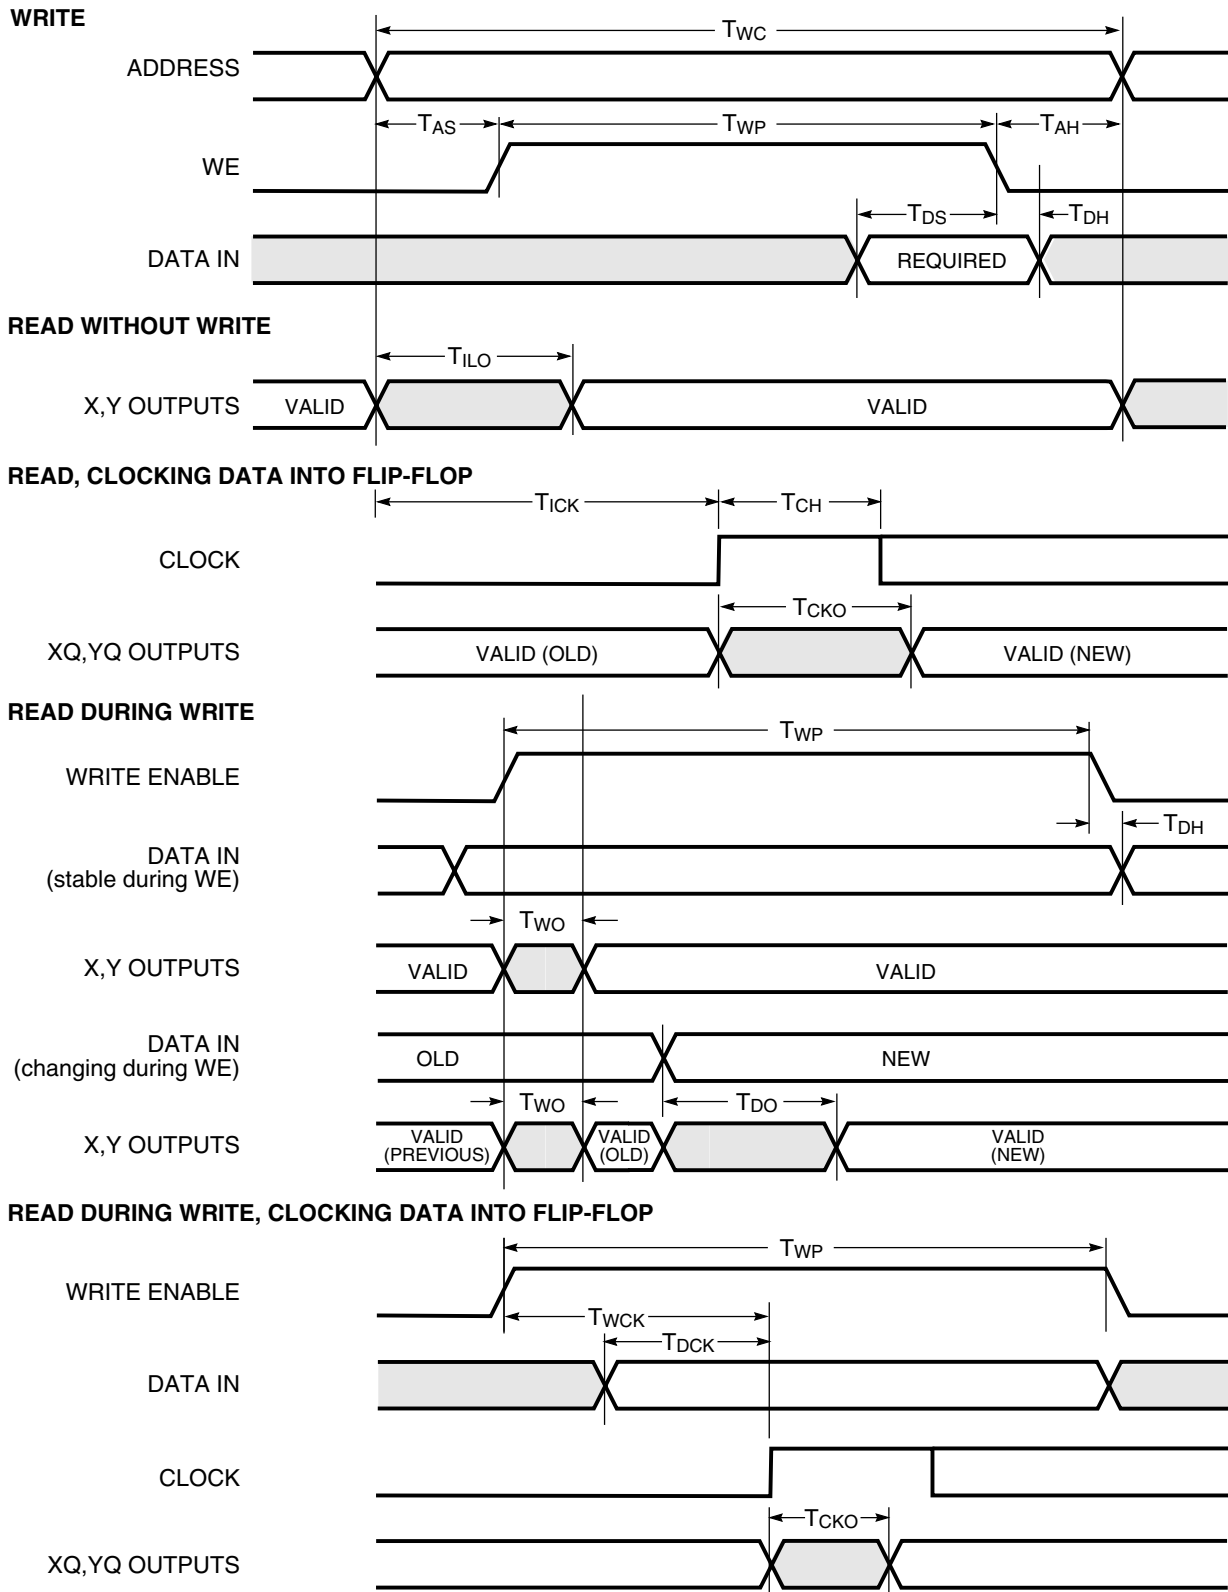 WRITE
TWC
ADDRESS
TAS TWP TAH
WE
TDS TDH
DATA IN REQUIRED
READ WITHOUT WRITE
TILO
X,Y OUTPUTS VALID VALID
READ, CLOCKING DATA INTO FLIP-FLOP
TICK TCH
CLOCK
TCKO
XQ,YQ OUTPUTS VALID (OLD) VALID (NEW)
READ DURING WRITE
TWP
WRITE ENABLE
TDH
DATA IN
(stable during WE)
TWO
X,Y OUTPUTS VALID VALID
DATA IN
(changing during WE)
OLD NEW
TWO TDO
X,Y OUTPUTS
VALID
(PREVIOUS)
VALID
(OLD)
VALID
(NEW)
READ DURING WRITE, CLOCKING DATA INTO FLIP-FLOP
TWP
WRITE ENABLE
TWCK
TDCK
DATA IN
CLOCK
TCKO
XQ,YQ OUTPUTS